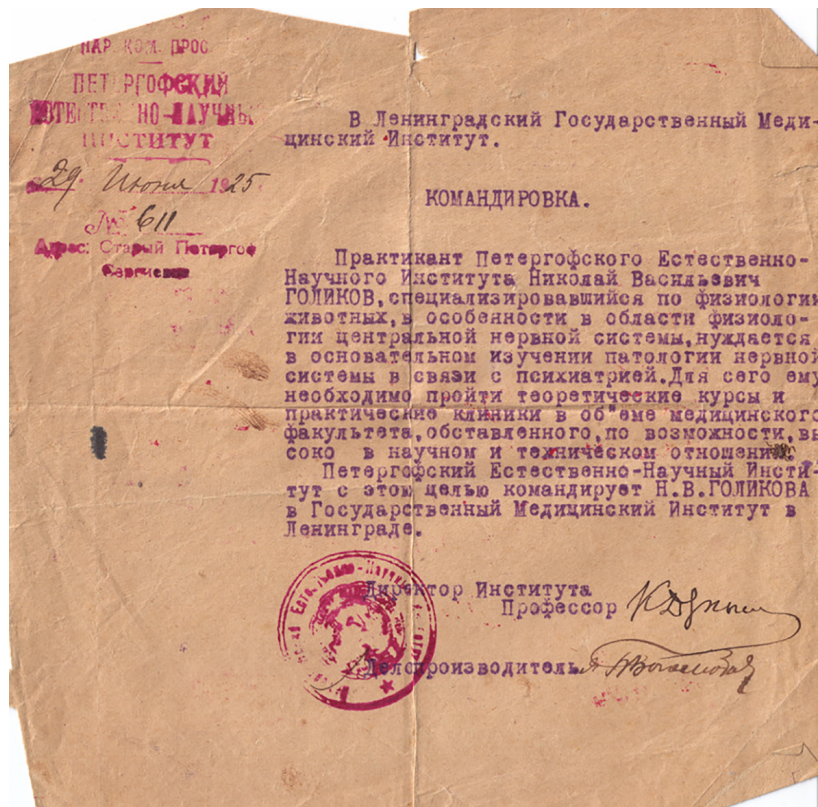 НАР. КОМ. ПРОС.
ПЕТЕРГОФСКИЙ
ЕСТЕСТВЕННО-НАУЧНЫЙ
ИНСТИТУТ
29 Июня 1925
№ 611
Адрес: Старый Петергоф
Сергиевка
В Ленинградский Государственный Меди-
цинский Институт.
КОМАНДИРОВКА.
Практикант Петергофского Естественно-
Научного Института Николай Васильевич
ГОЛИКОВ,специализировавшийся по физиологии
животных,в особенности в области физиоло-
гии центральной нервной системы,нуждается
в основательном изучении патологии нервной
системы в связи с психиатрией.Для сего ему
необходимо пройти теоретические курсы и
практические клиники в об"еме медицинского
факультета,обставленного,по возможности,вы
соко в научном и техническом отношении.
Петергофский Естественно-Научный Инсти-
тут с этою целью командирует Н.В.ГОЛИКОВА
в Государственный Медицинский Институт в
Ленинграде.
Директор Института
Профессор
Делопроизводитель